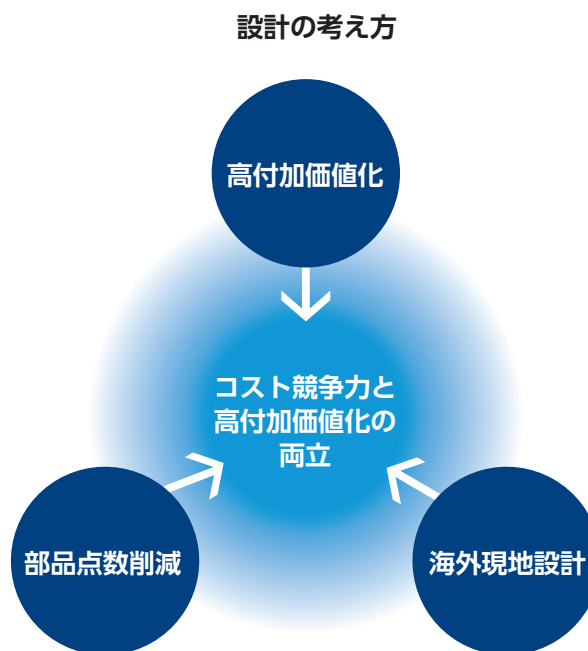 設計の考え方
高付加価値化
コスト競争力と
高付加価値化の
両立
部品点数削減
海外現地設計